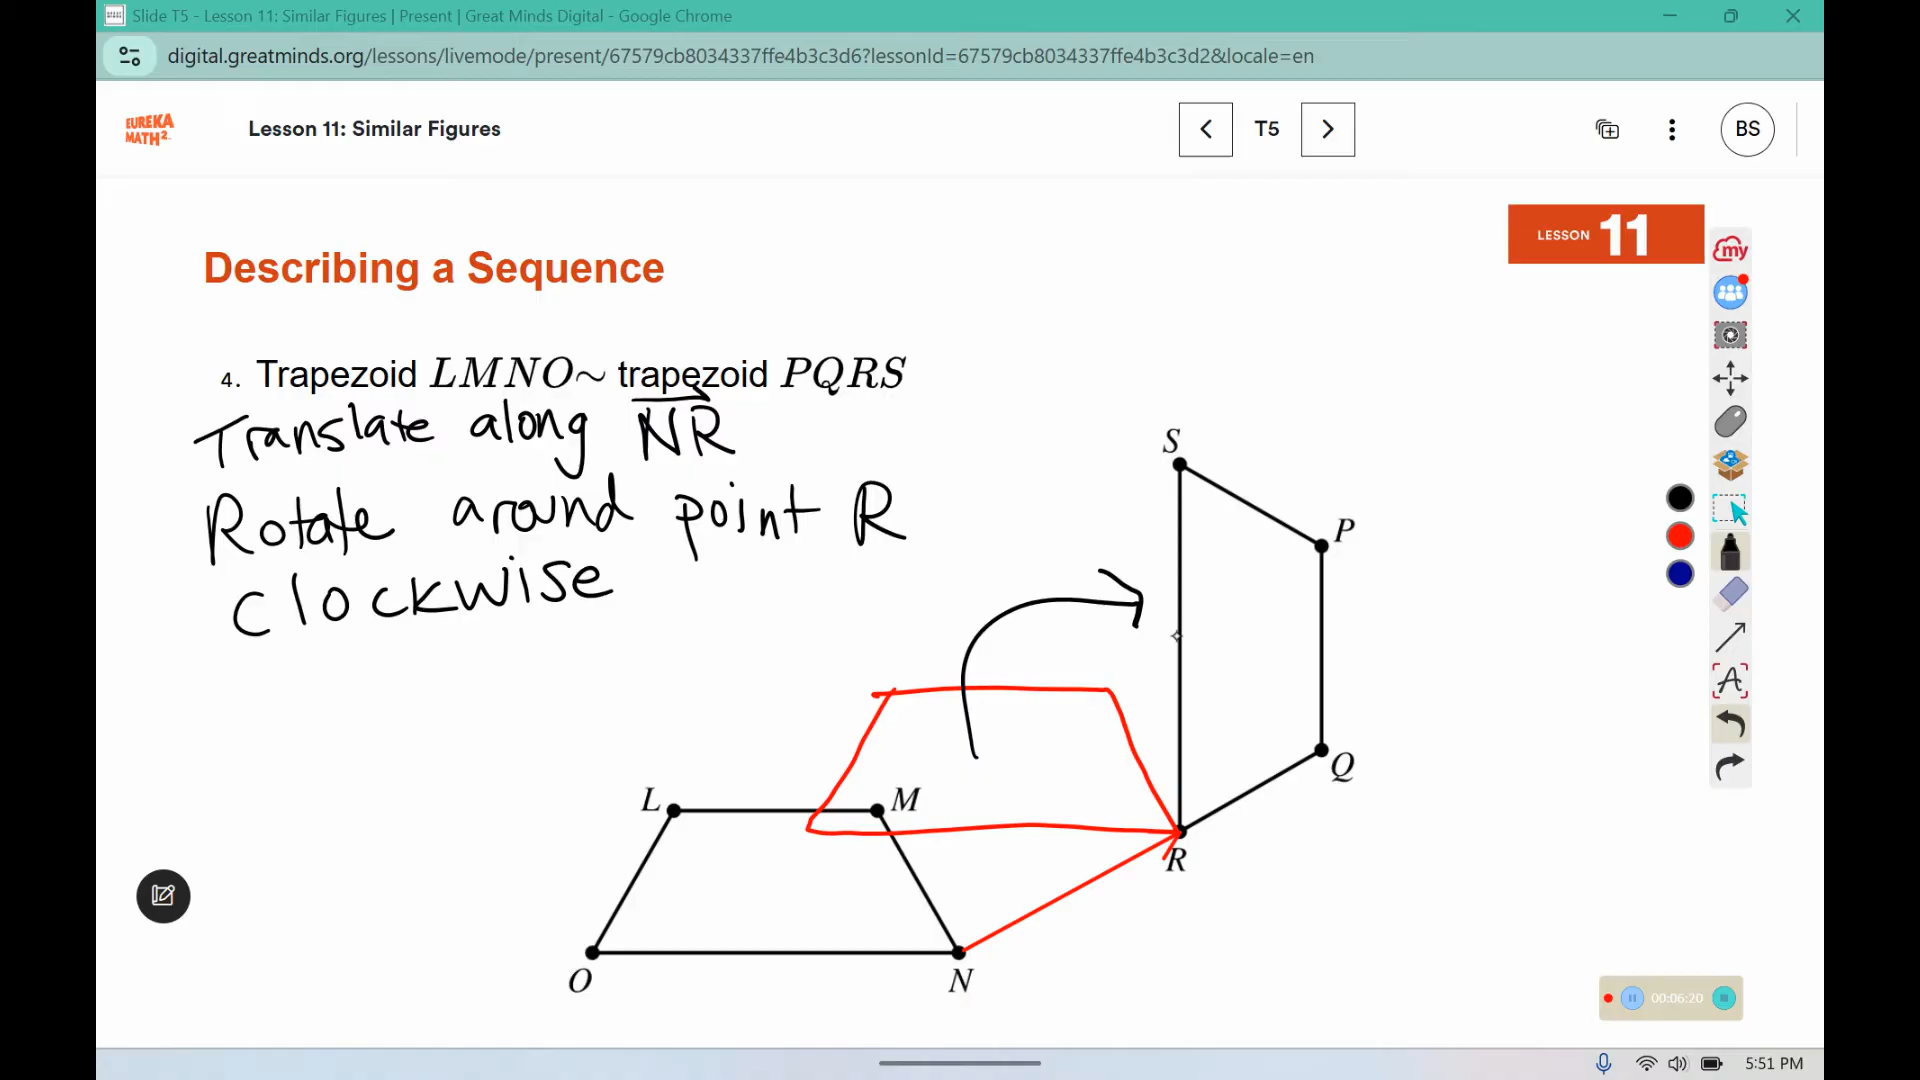 Slide T5 - Lesson 11: Similar Figures | Present | Great Minds Digital - Google Chrome
digital.greatminds.org/lessons/livemode/present/67579cb8034337ffe4b3c3d6?lessonId=67579cb8034337ffe4b3c3d2&locale=en
EUREKA
MATH²
Lesson 11: Similar Figures
T5
BS
LESSON 11
my
Describing a Sequence
4. Trapezoid LMNO~ trapezoid PQRS
Translate along NR
Rotate around point R
clockwise
S
P
Q
R
L
M
O
N
A
00:06:20
5:51 PM